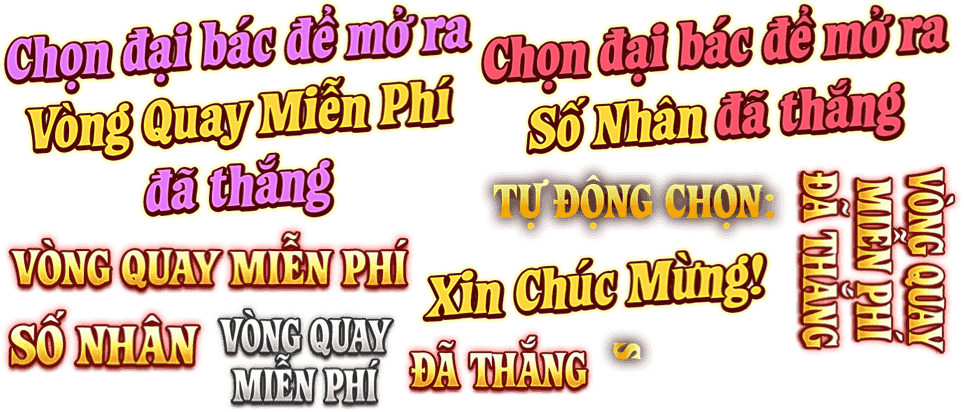 Chọn đại bác để mở ra
Vòng Quay Miễn Phí
đã thắng
Chọn đại bác để mở ra
Số Nhân đã thắng
TỰ ĐỘNG CHỌN:
VÒNG QUAY
MIỄN PHÍ
ĐÃ THẮNG
VÒNG QUAY MIỄN PHÍ
Xin Chúc Mừng!
SỐ NHÂN
VÒNG QUAY
MIỄN PHÍ
ĐÃ THẮNG
S